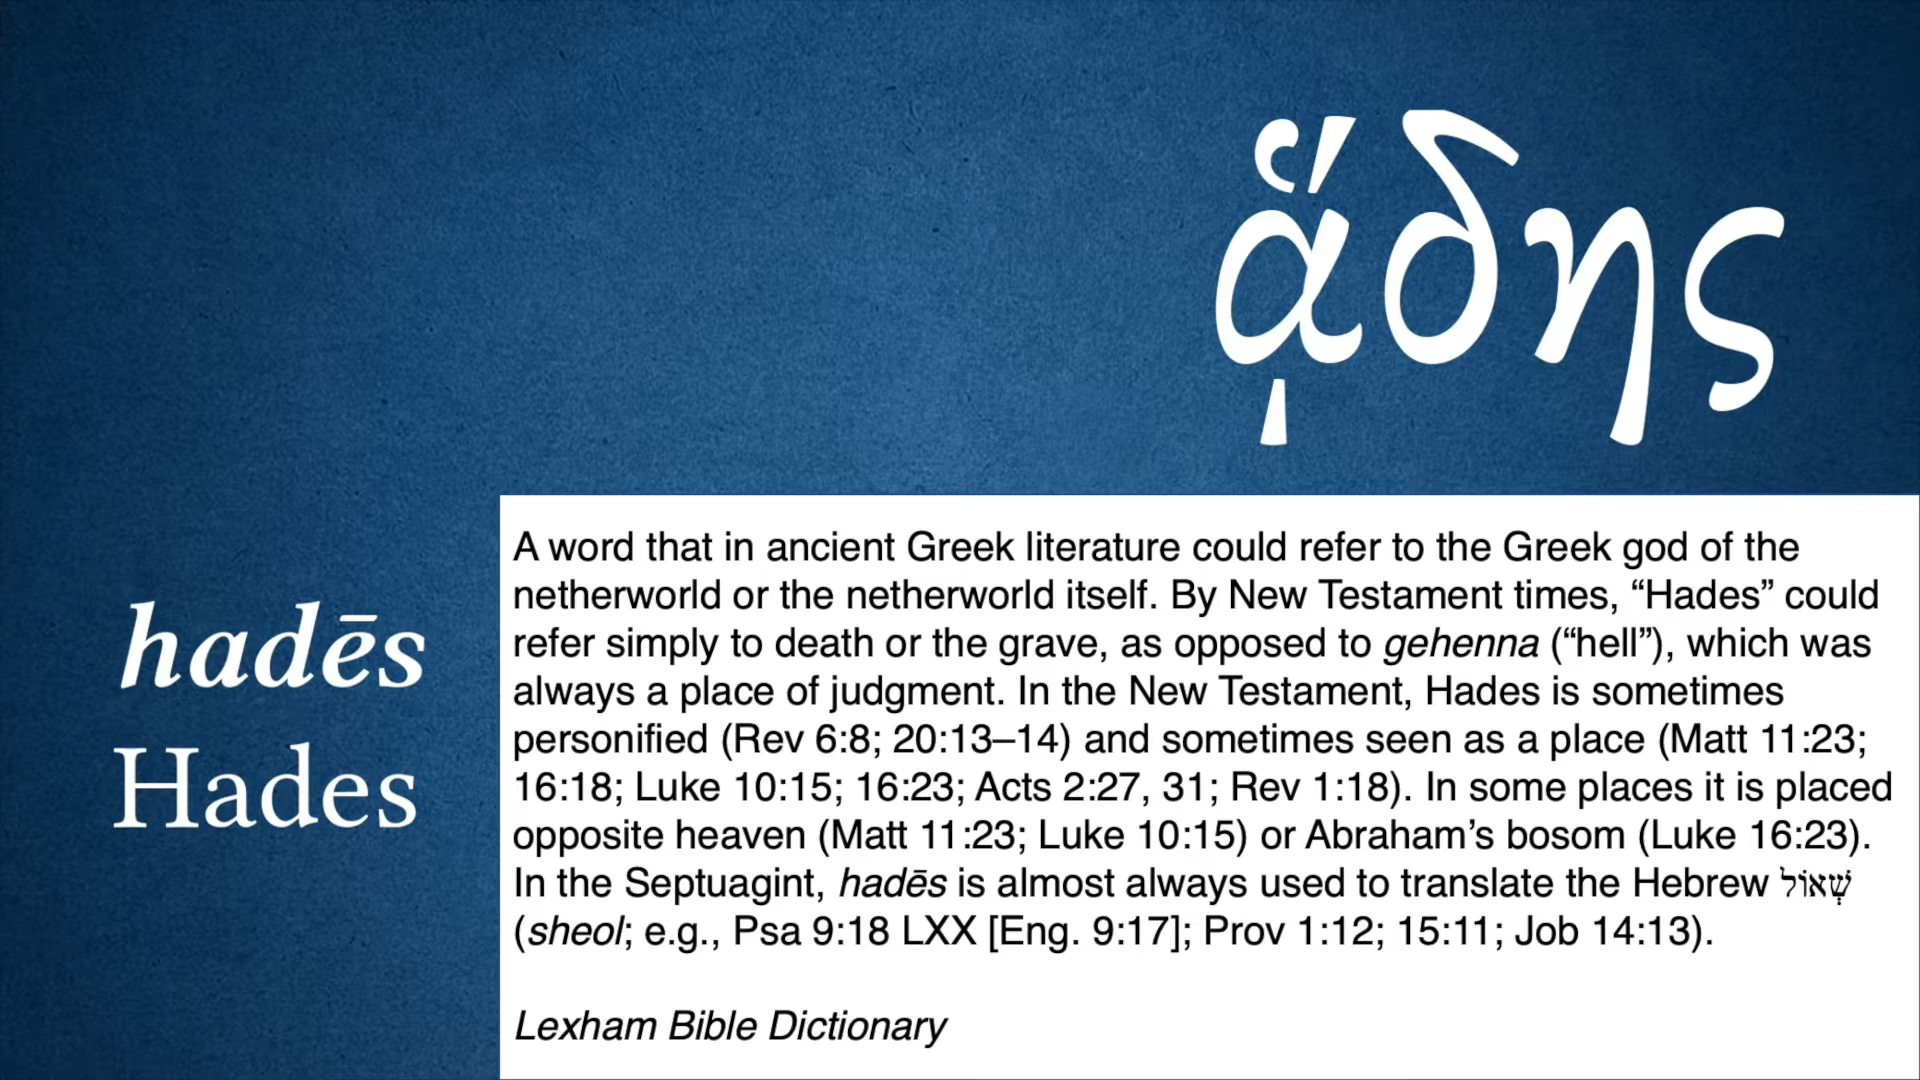 ᾅδης
hadēs
Hades
A word that in ancient Greek literature could refer to the Greek god of the
netherworld or the netherworld itself. By New Testament times, “Hades” could
refer simply to death or the grave, as opposed to gehenna (“hell”), which was
always a place of judgment. In the New Testament, Hades is sometimes
personified (Rev 6:8; 20:13–14) and sometimes seen as a place (Matt 11:23;
16:18; Luke 10:15; 16:23; Acts 2:27, 31; Rev 1:18). In some places it is placed
opposite heaven (Matt 11:23; Luke 10:15) or Abraham’s bosom (Luke 16:23).
In the Septuagint, hadēs is almost always used to translate the Hebrew שְׁאוֹל
(sheol; e.g., Psa 9:18 LXX [Eng. 9:17]; Prov 1:12; 15:11; Job 14:13).
Lexham Bible Dictionary